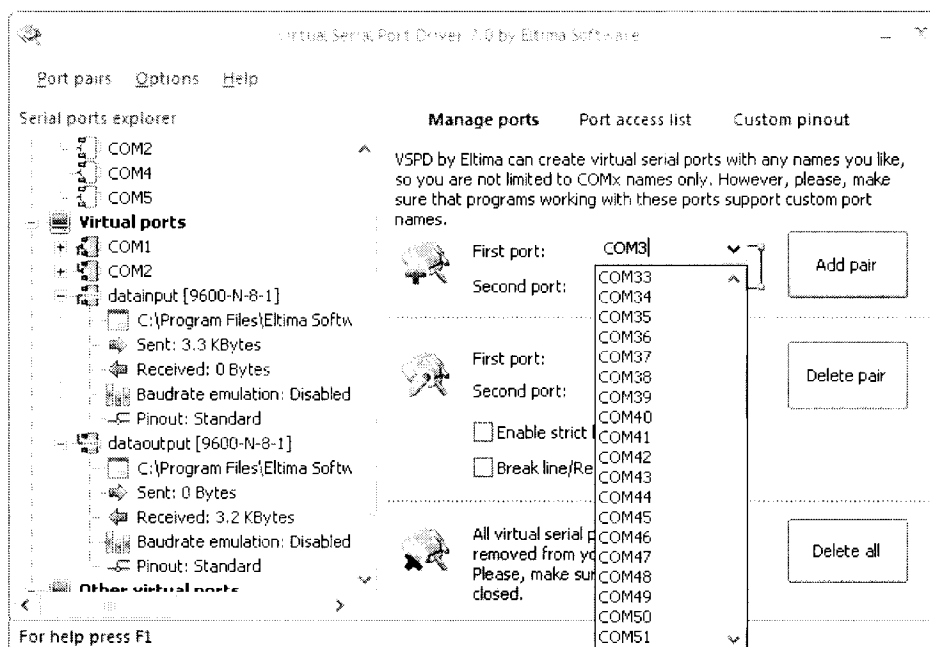 Virtual Serial Port Driver 7.0 by Eltima Software
Port pairs Options Help
Serial ports explorer
COM2
COM4
COM5
Virtual ports
COM1
COM2
datainput [9600-N-8-1]
C:\Program Files\Eltima Softw
Sent: 3.3 KBytes
Received: 0 Bytes
Baudrate emulation: Disabled
Pinout: Standard
dataoutput [9600-N-8-1]
C:\Program Files\Eltima Softw
Sent: 0 Bytes
Received: 3.2 KBytes
Baudrate emulation: Disabled
Pinout: Standard
Other virtual ports
For help press F1
Manage ports Port access list Custom pinout
VSPD by Eltima can create virtual serial ports with any names you like,
so you are not limited to COMx names only. However, please, make
sure that programs working with these ports support custom port
names.
First port: COM3
Second port:
Add pair
First port:
Second port:
Delete pair
Enable strict
Break line/Re
All virtual serial p
removed from yo
Please, make sur
closed.
Delete all
COM33
COM34
COM35
COM36
COM37
COM38
COM39
COM40
COM41
COM42
COM43
COM44
COM45
COM46
COM47
COM48
COM49
COM50
COM51